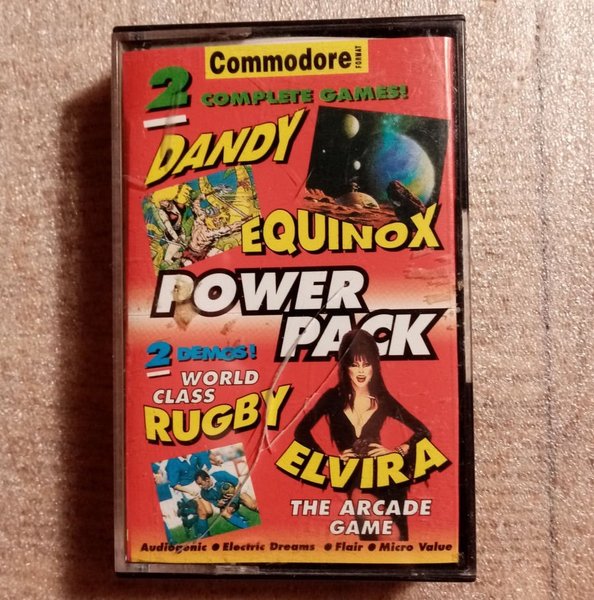 Commodore FORMAT
2 COMPLETE GAMES!
DANDY
EQUINOX
POWER
PACK
2 DEMOS!
WORLD
CLASS
RUGBY
ELVIRA
THE ARCADE
GAME
Audiogenic ● Electric Dreams ● Flair ● Micro Value